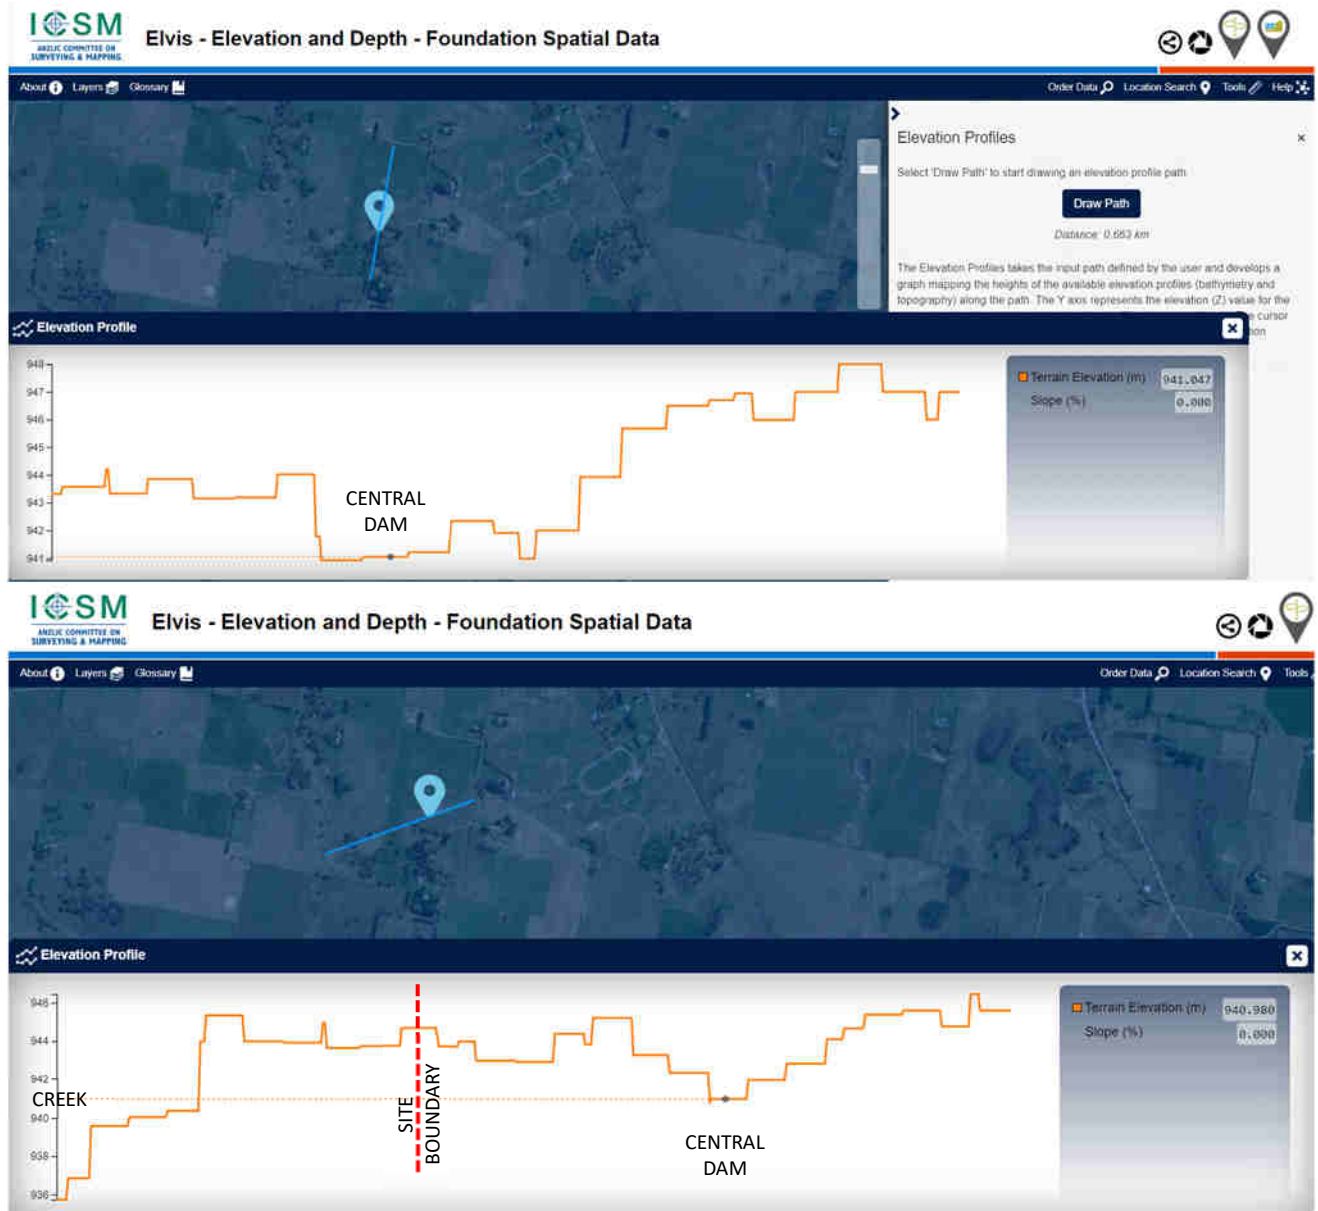 ICSM
ANZLIC COMMITTEE ON
SURVEYING & MAPPING
Elvis - Elevation and Depth - Foundation Spatial Data
About Layers Glossary
Order Data Location Search Tools Help
Elevation Profiles
×
Select 'Draw Path' to start drawing an elevation profile path
Draw Path
Distance: 0.663 km
The Elevation Profiles takes the input path defined by the user and develops a
graph mapping the heights of the available elevation profiles (bathymetry and
topography) along the path. The Y axis represents the elevation (Z) value for the
cursor
Elevation Profile
948
947
946
945
944
943
942
941
CENTRAL
DAM
Terrain Elevation (m) 941.047
Slope (%) 0.000
ICSM
ANZLIC COMMITTEE ON
SURVEYING & MAPPING
Elvis - Elevation and Depth - Foundation Spatial Data
About Layers Glossary
Order Data Location Search Tools
Elevation Profile
946
944
942
940
938
936
CREEK
SITE
BOUNDARY
CENTRAL
DAM
Terrain Elevation (m) 940.980
Slope (%) 0.000